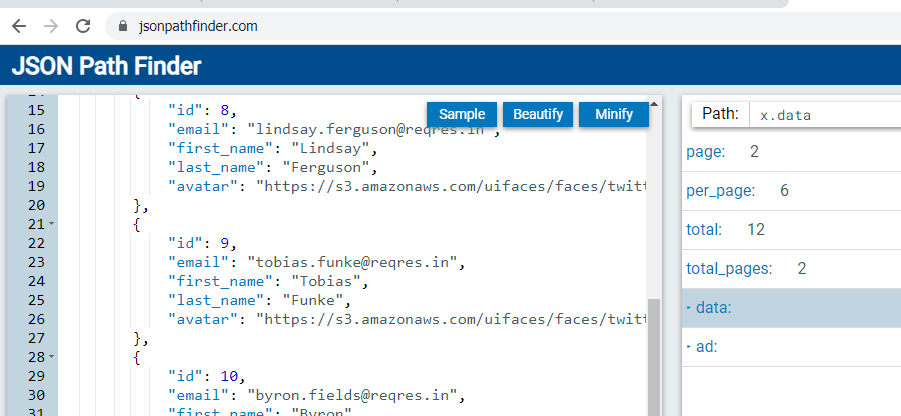 jsonpathfinder.com
JSON Path Finder
Sample Beautify Minify
15 "id": 8,
16 "email": "lindsay.ferguson@reqres.in",
17 "first_name": "Lindsay",
18 "last_name": "Ferguson",
19 "avatar": "https://s3.amazonaws.com/uifaces/faces/twitt
20 },
21 {
22 "id": 9,
23 "email": "tobias.funke@reqres.in",
24 "first_name": "Tobias",
25 "last_name": "Funke",
26 "avatar": "https://s3.amazonaws.com/uifaces/faces/twitt
27 },
28 {
29 "id": 10,
30 "email": "byron.fields@reqres.in",
31 "first_name": "Byron"
Path: x.data
page: 2
per_page: 6
total: 12
total_pages: 2
data:
ad: